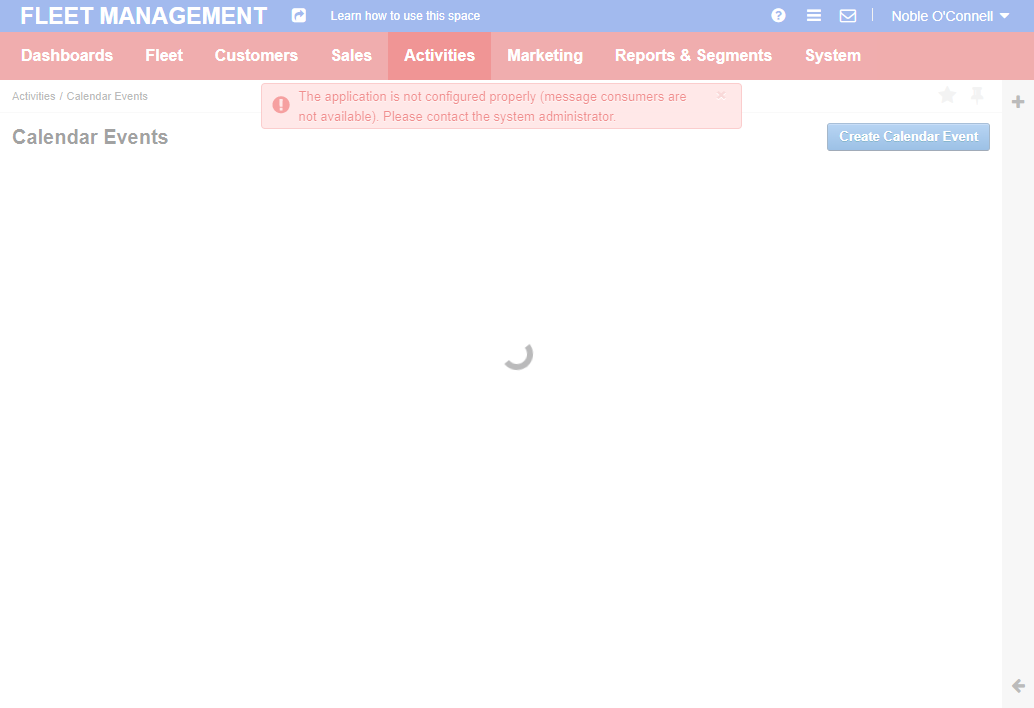 FLEET MANAGEMENT
Learn how to use this space
Noble O'Connell
Dashboards Fleet Customers Sales Activities Marketing Reports & Segments System
Activities / Calendar Events
The application is not configured properly (message consumers are
not available). Please contact the system administrator.
×
Calendar Events
Create Calendar Event